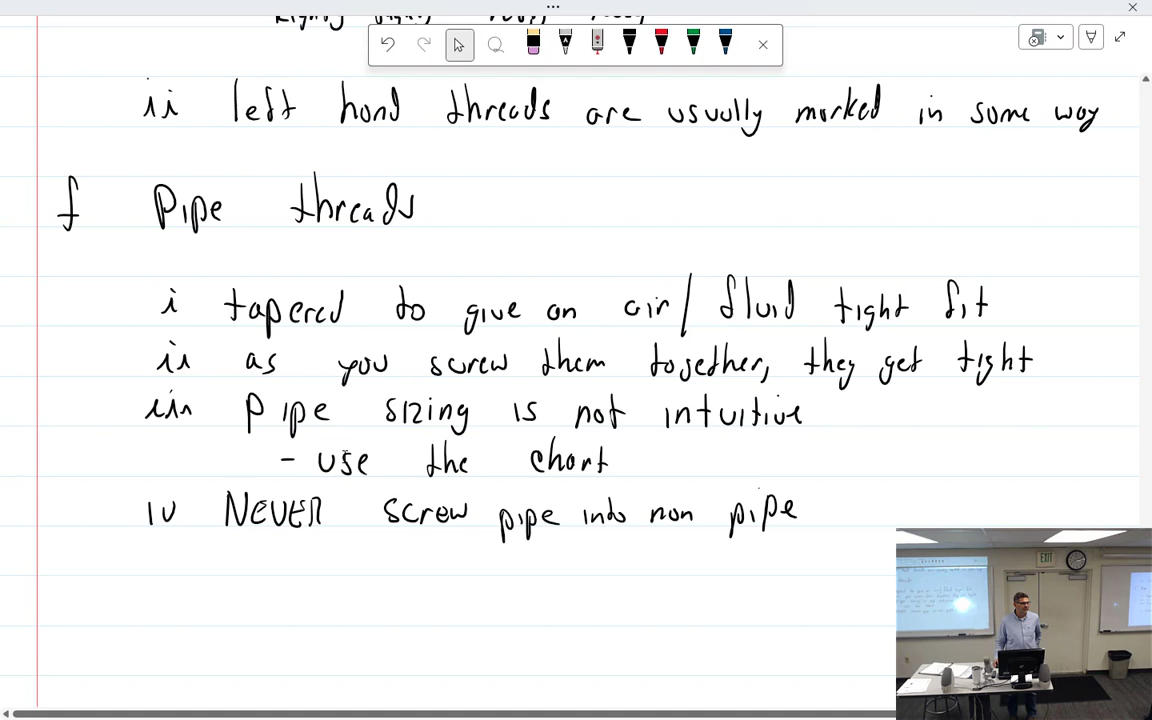 ii left hand threads are usually marked in some way
f Pipe threads
i tapered to give an air/fluid tight fit
ii as you screw them together, they get tight
iii Pipe sizing is not intuitive
- use the chart
iv NEVER screw pipe into non pipe
EXIT